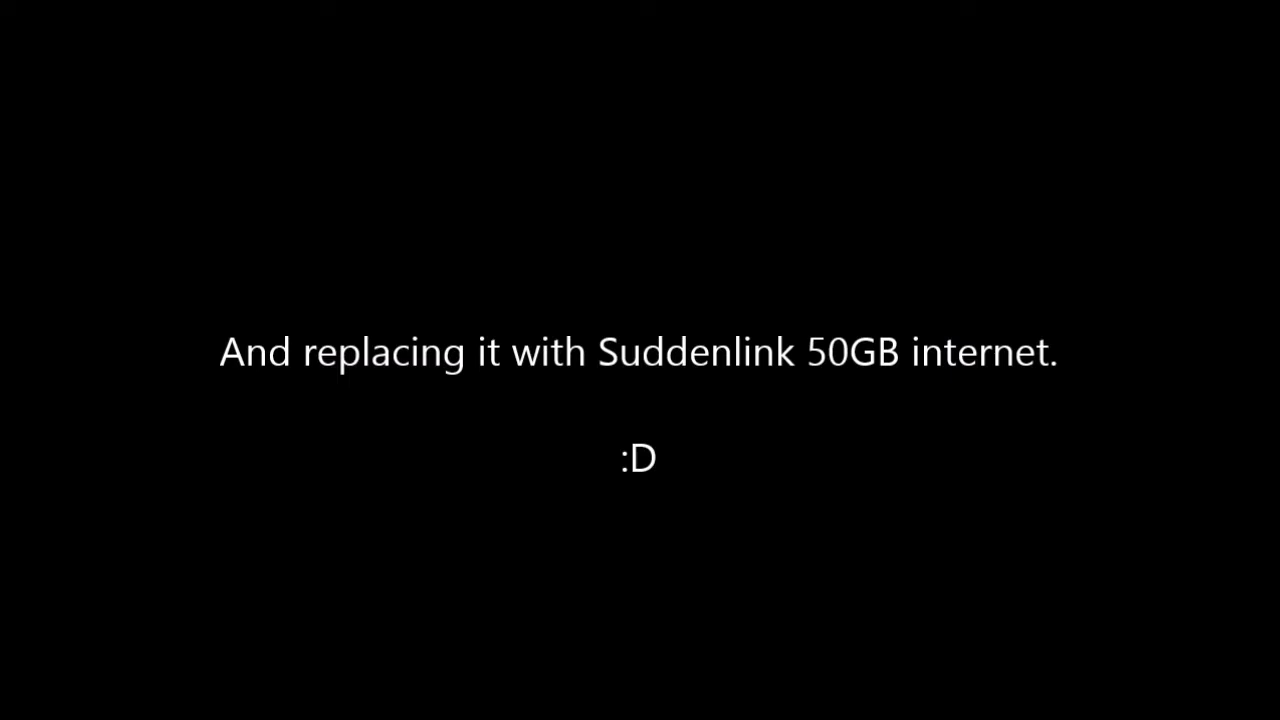 And replacing it with Suddenlink 50GB internet.
:D